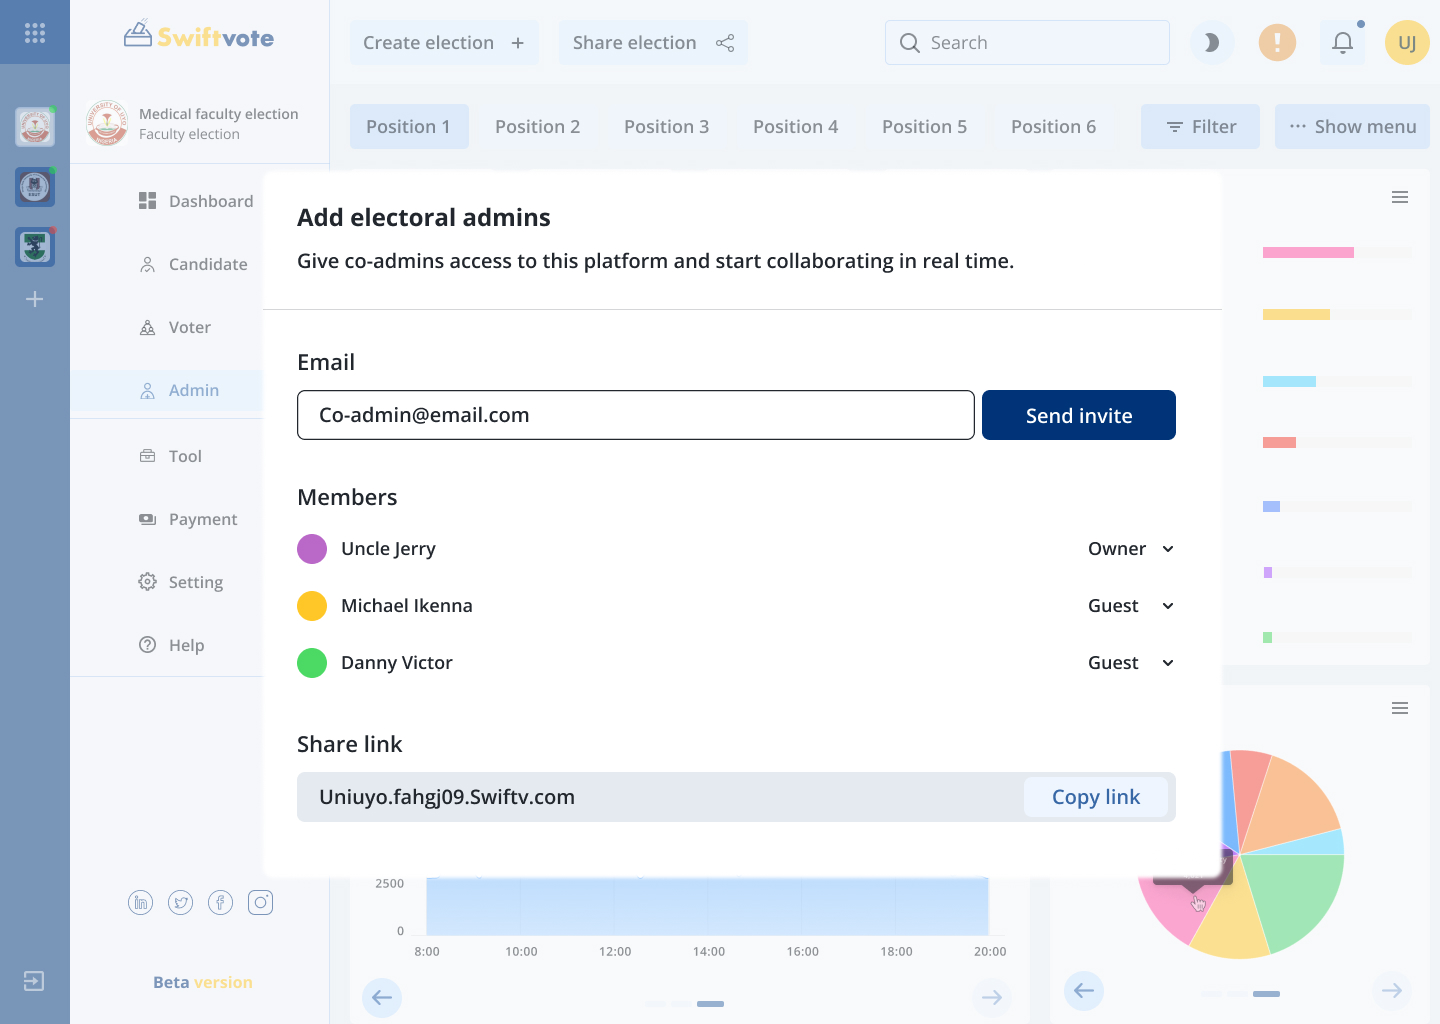 Swiftvote
Create election
Share election
Search
!
UJ
Medical faculty election
Faculty election
Position 1
Position 2
Position 3
Position 4
Position 5
Position 6
Filter
Show menu
Dashboard
Candidate
Voter
Admin
Tool
Payment
Setting
Help
Add electoral admins
Give co-admins access to this platform and start collaborating in real time.
Email
Co-admin@email.com
Send invite
Members
Uncle Jerry
Owner
Michael Ikenna
Guest
Danny Victor
Guest
Share link
Uniuyo.fahgj09.Swiftv.com
Copy link
2500
0
8:00
10:00
12:00
14:00
16:00
18:00
20:00
Beta version